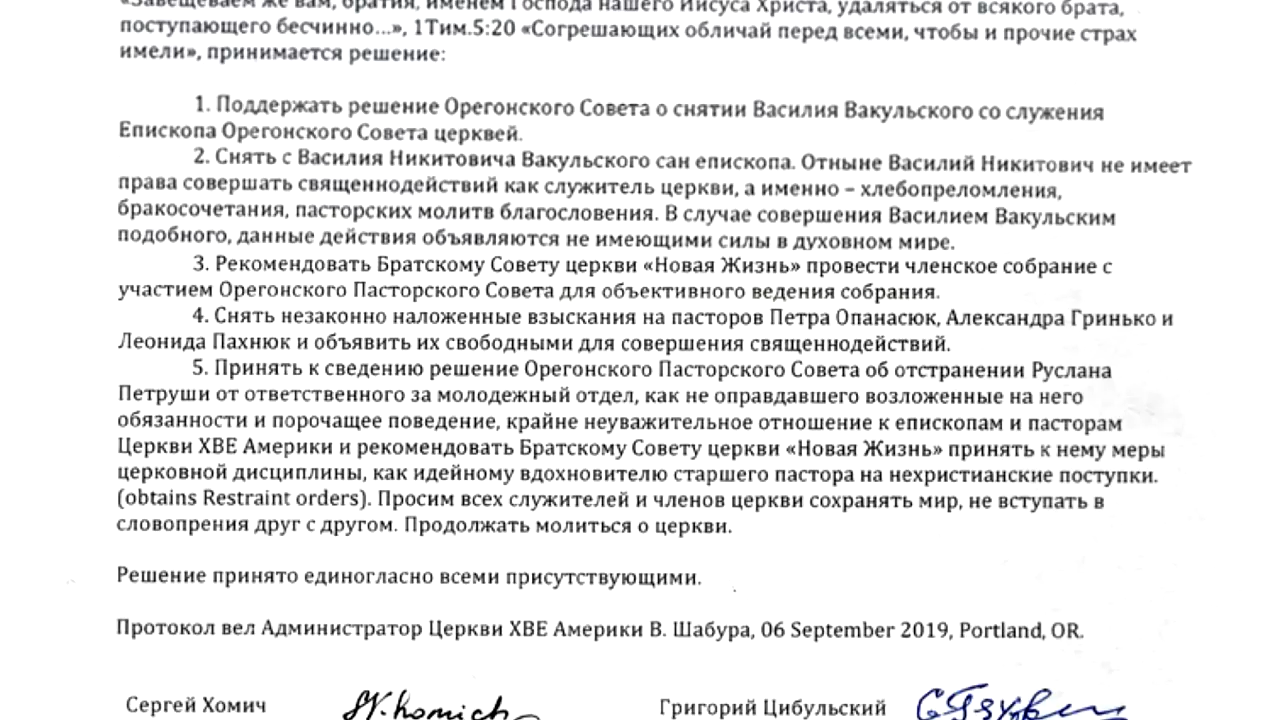 «Завещеваем же вам, братия, именем Господа нашего Иисуса Христа, удаляться от всякого брата,
поступающего бесчинно...», 1Тим.5:20 «Согрешающих обличай перед всеми, чтобы и прочие страх
имели», принимается решение:
1. Поддержать решение Орегонского Совета о снятии Василия Вакульского со служения
Епископа Орегонского Совета церквей.
2. Снять с Василия Никитовича Вакульского сан епископа. Отныне Василий Никитович не имеет
права совершать священнодействий как служитель церкви, а именно – хлебопреломления,
бракосочетания, пасторских молитв благословения. В случае совершения Василием Вакульским
подобного, данные действия объявляются не имеющими силы в духовном мире.
3. Рекомендовать Братскому Совету церкви «Новая Жизнь» провести членское собрание с
участием Орегонского Пасторского Совета для объективного ведения собрания.
4. Снять незаконно наложенные взыскания на пасторов Петра Опанасюк, Александра Гринько и
Леонида Пахнюк и объявить их свободными для совершения священнодействий.
5. Принять к сведению решение Орегонского Пасторского Совета об отстранении Руслана
Петруши от ответственного за молодежный отдел, как не оправдавшего возложенные на него
обязанности и порочащее поведение, крайне неуважительное отношение к епископам и пасторам
Церкви ХВЕ Америки и рекомендовать Братскому Совету церкви «Новая Жизнь» принять к нему меры
церковной дисциплины, как идейному вдохновителю старшего пастора на нехристианские поступки.
(obtains Restraint orders). Просим всех служителей и членов церкви сохранять мир, не вступать в
словопрения друг с другом. Продолжать молиться о церкви.
Решение принято единогласно всеми присутствующими.
Протокол вел Администратор Церкви ХВЕ Америки В. Шабура, 06 September 2019, Portland, OR.
Сергей Хомич Григорий Цибульский